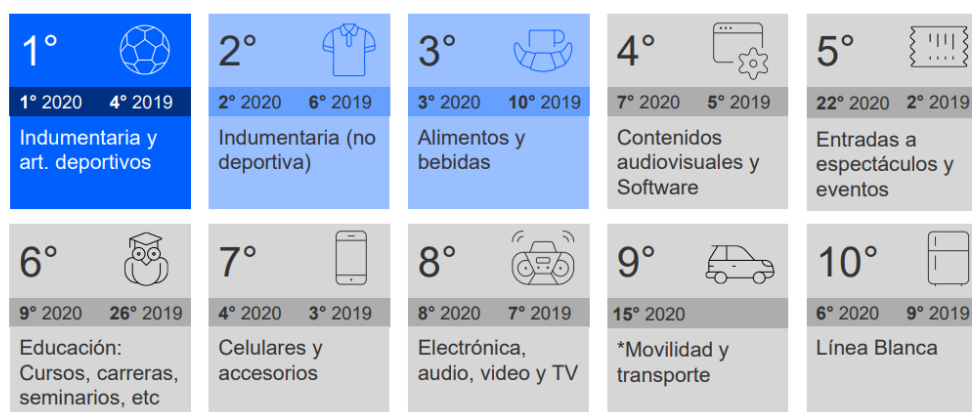 1°
1° 2020 4° 2019
Indumentaria y
art. deportivos
2°
2° 2020 6° 2019
Indumentaria (no
deportiva)
3°
3° 2020 10° 2019
Alimentos y
bebidas
4°
7° 2020 5° 2019
Contenidos
audiovisuales y
Software
5°
22° 2020 2° 2019
Entradas a
espectáculos y
eventos
6°
9° 2020 26° 2019
Educación:
Cursos, carreras,
seminarios, etc
7°
4° 2020 3° 2019
Celulares y
accesorios
8°
8° 2020 7° 2019
Electrónica,
audio, video y TV
9°
15° 2020
*Movilidad y
transporte
10°
6° 2020 9° 2019
Línea Blanca